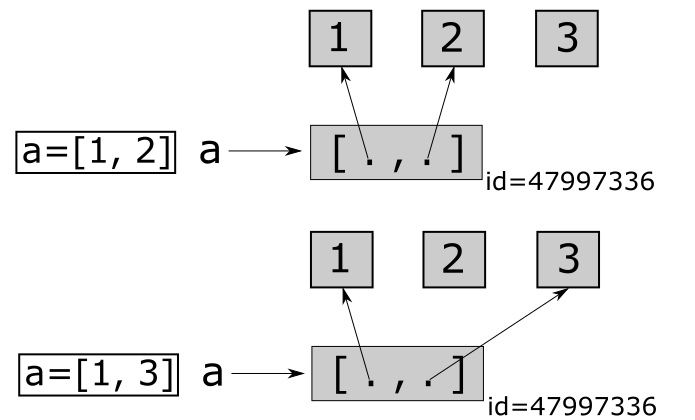 1 2 3
a=[1, 2] a [ . , . ]
id=47997336
1 2 3
a=[1, 3] a [ . , . ]
id=47997336